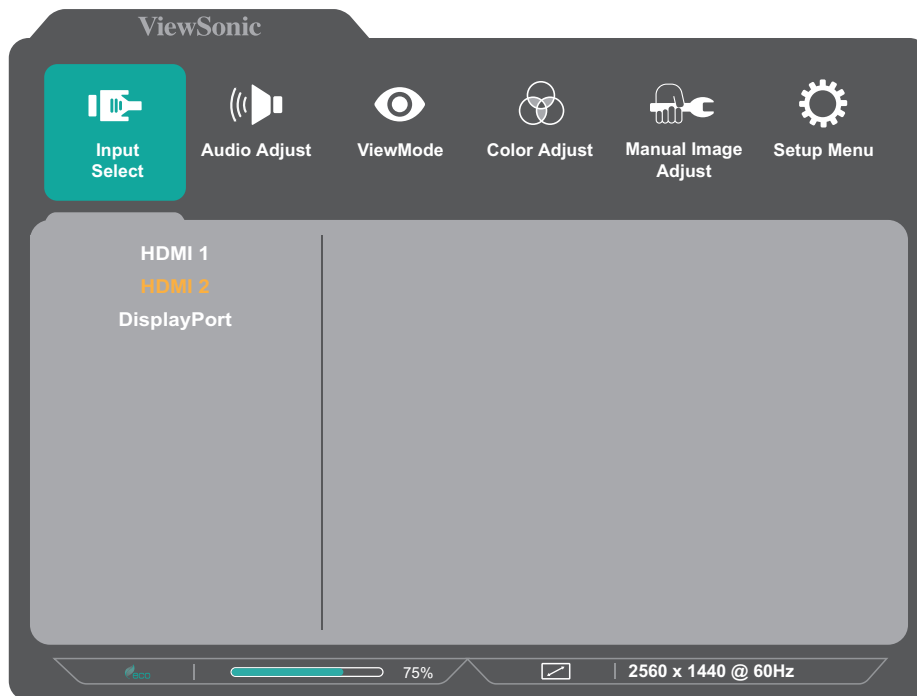 ViewSonic
Input
Select
Audio Adjust
ViewMode
Color Adjust
Manual Image
Adjust
Setup Menu
HDMI 1
HDMI 2
DisplayPort
eco
75%
2560 x 1440 @ 60Hz